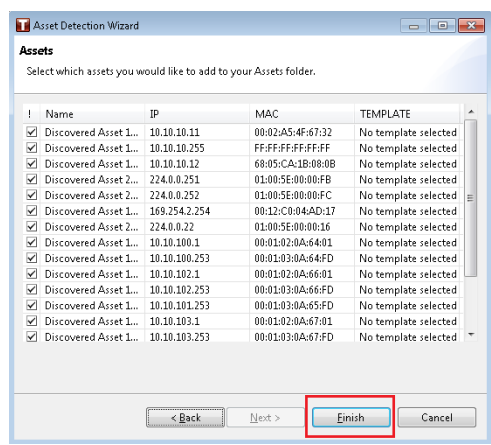 Asset Detection Wizard
Assets
Select which assets you would like to add to your Assets folder.
! Name IP MAC TEMPLATE
Discovered Asset 1... 10.10.10.11 00:02:A5:4F:67:32 No template selected
Discovered Asset 1... 10.10.10.255 FF:FF:FF:FF:FF:FF No template selected
Discovered Asset 1... 10.10.10.12 68:05:CA:1B:08:0B No template selected
Discovered Asset 2... 224.0.0.251 01:00:5E:00:00:FB No template selected
Discovered Asset 2... 224.0.0.252 01:00:5E:00:00:FC No template selected
Discovered Asset 1... 169.254.2.254 00:12:C0:04:AD:17 No template selected
Discovered Asset 2... 224.0.0.22 01:00:5E:00:00:16 No template selected
Discovered Asset 1... 10.10.100.1 00:01:02:0A:64:01 No template selected
Discovered Asset 1... 10.10.100.253 00:01:03:0A:64:FD No template selected
Discovered Asset 1... 10.10.102.1 00:01:02:0A:66:01 No template selected
Discovered Asset 1... 10.10.102.253 00:01:03:0A:66:FD No template selected
Discovered Asset 1... 10.10.101.253 00:01:03:0A:65:FD No template selected
Discovered Asset 1... 10.10.103.1 00:01:02:0A:67:01 No template selected
Discovered Asset 1... 10.10.103.253 00:01:03:0A:67:FD No template selected
< Back Next > Finish Cancel